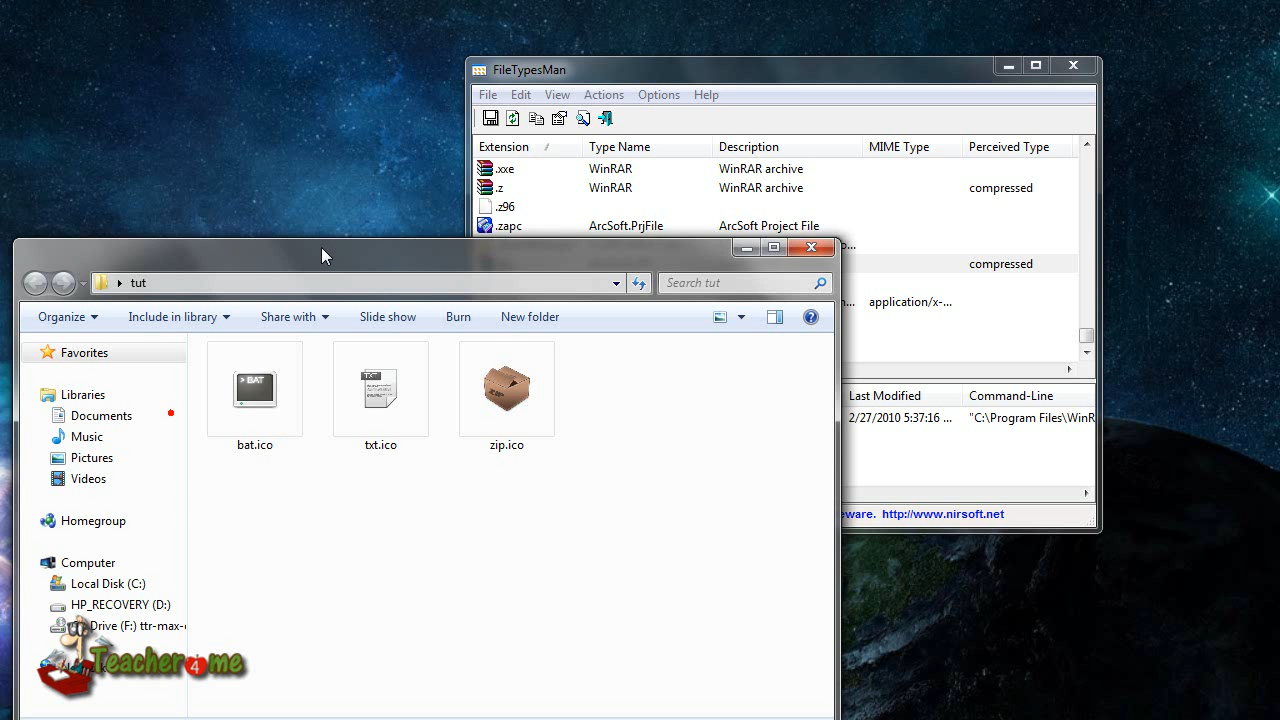 FileTypesMan
File Edit View Actions Options Help
Extension / Type Name Description MIME Type Perceived Type
.xxe WinRAR WinRAR archive
.z WinRAR WinRAR archive compressed
.z96
.zapc ArcSoft.PrjFile ArcSoft Project File
o...
compressed
n... application/x-...
Last Modified Command-Line
2/27/2010 5:37:16 ... "C:\Program Files\WinR
eware. http://www.nirsoft.net
tut
Search tut
Organize Include in library Share with Slide show Burn New folder
Favorites
Libraries
Documents
Music
Pictures
Videos
Homegroup
Computer
Local Disk (C:)
HP_RECOVERY (D:)
Drive (F:) ttr-max-
> BAT
TXT
ZIP
bat.ico txt.ico zip.ico
Teacher4me